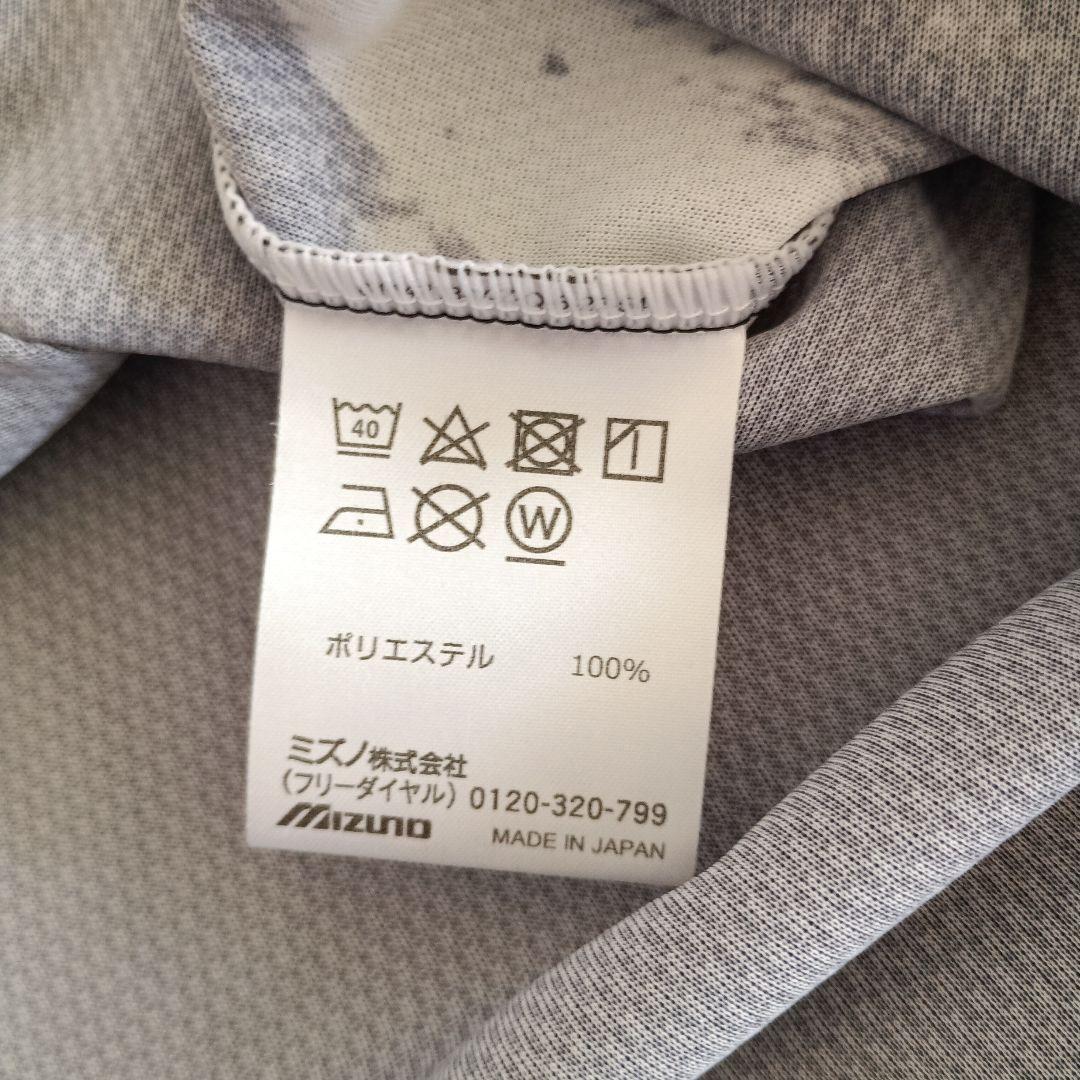 40
W
ポリエステル 100%
ミズノ株式会社
(フリーダイヤル) 0120-320-799
MIZUNO MADE IN JAPAN